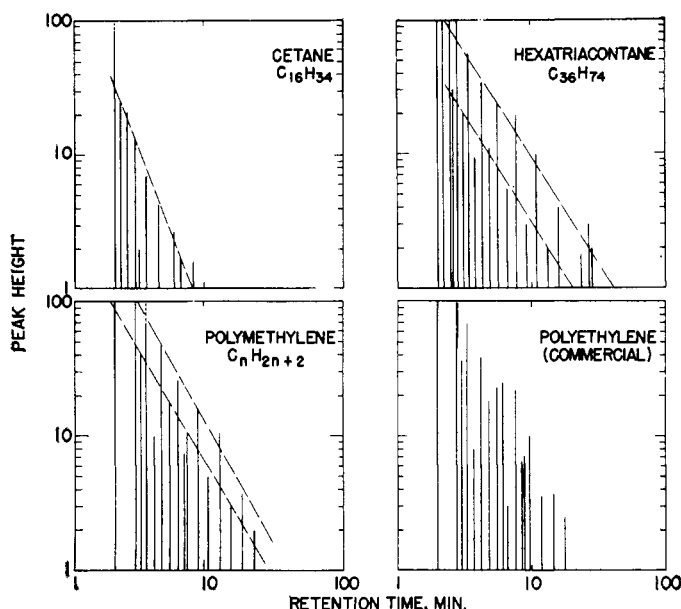 PEAK HEIGHT
100
10
1
CETANE
C16H34
HEXATRIACONTANE
C36H74
100
10
1
1
10
100
POLYMETHYLENE
CnH2n+2
1
10
100
POLYETHYLENE
(COMMERCIAL)
RETENTION TIME, MIN.